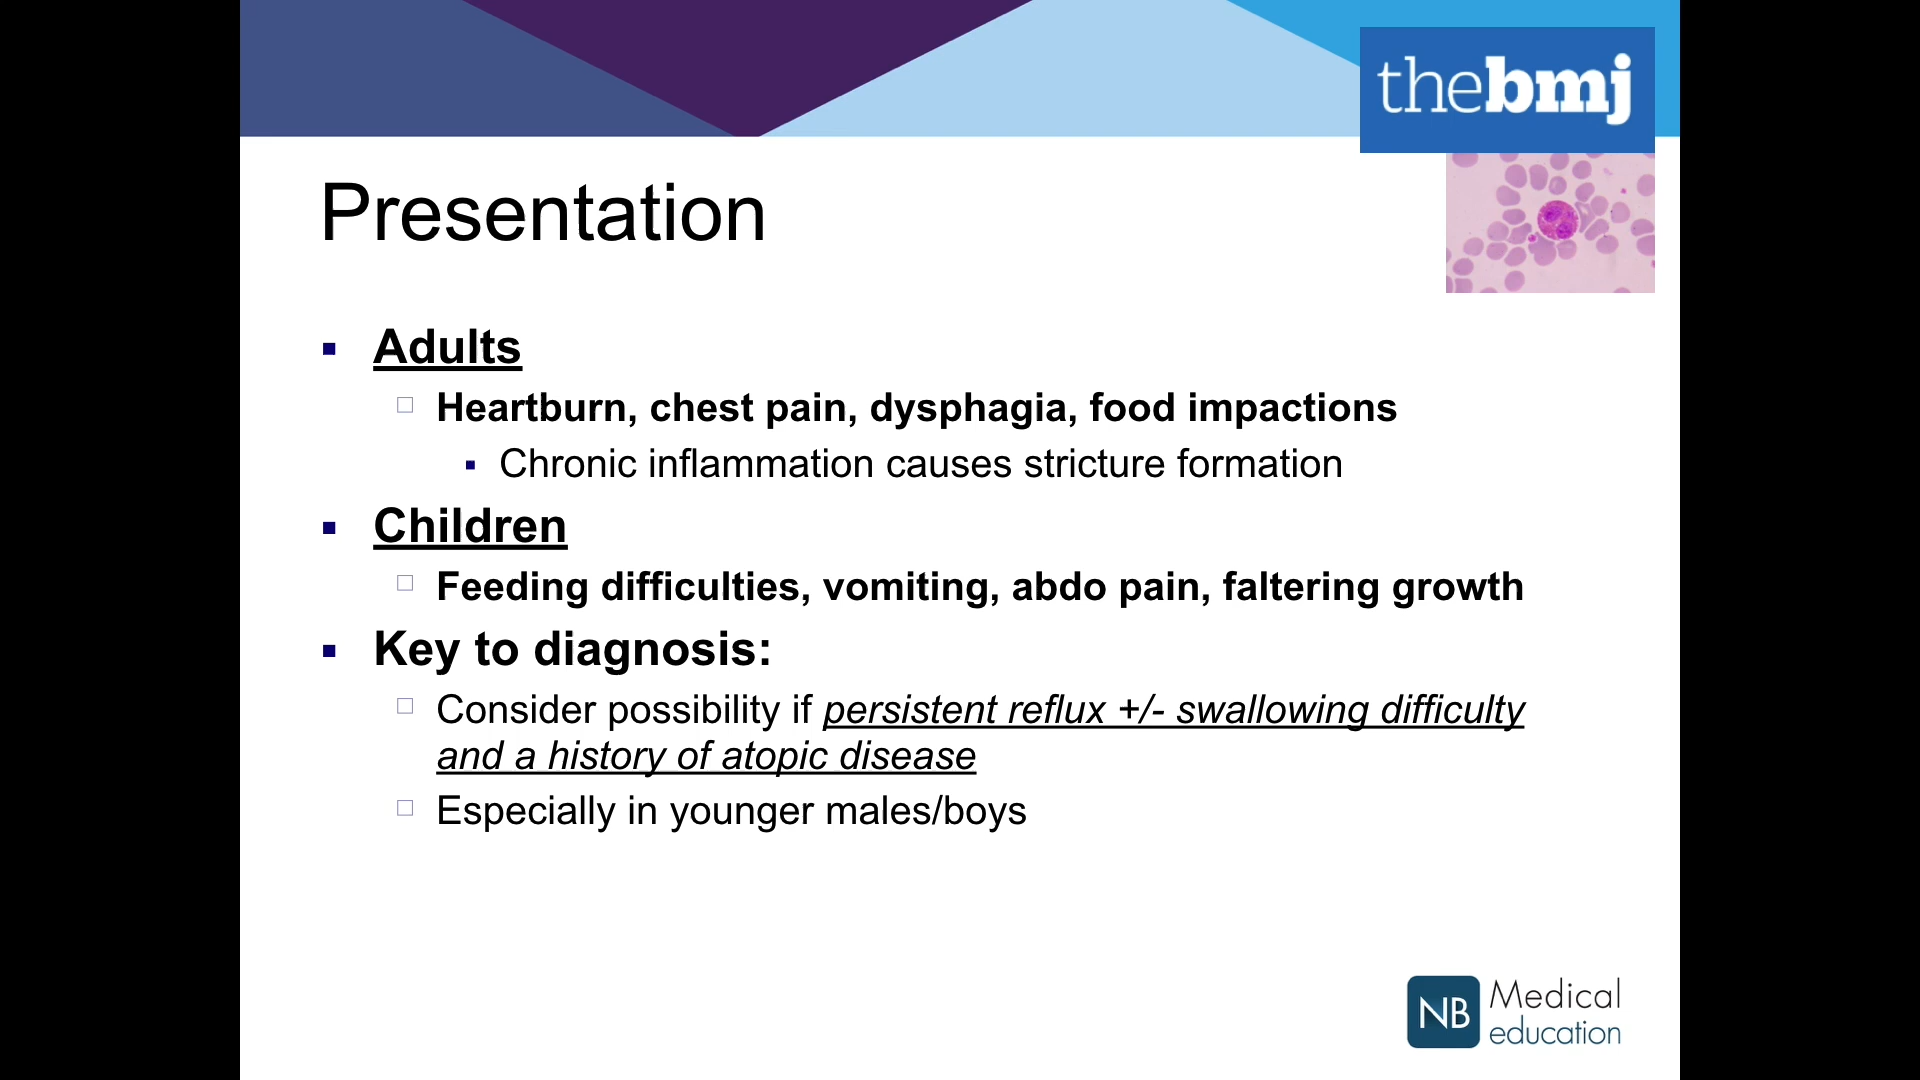 thebmj
Presentation
Adults
Heartburn, chest pain, dysphagia, food impactions
Chronic inflammation causes stricture formation
Children
Feeding difficulties, vomiting, abdo pain, faltering growth
Key to diagnosis:
Consider possibility if persistent reflux +/- swallowing difficulty
and a history of atopic disease
Especially in younger males/boys
NB Medical
education